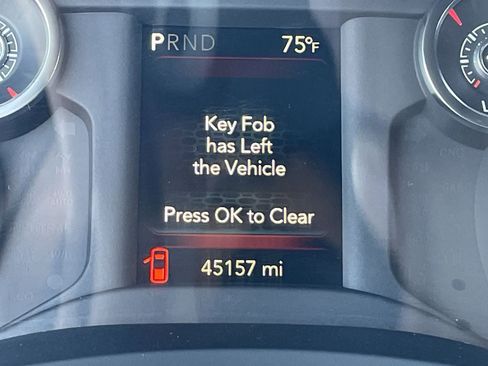 PRND 75°F
Key Fob
has Left
the Vehicle
Press OK to Clear
45157 mi